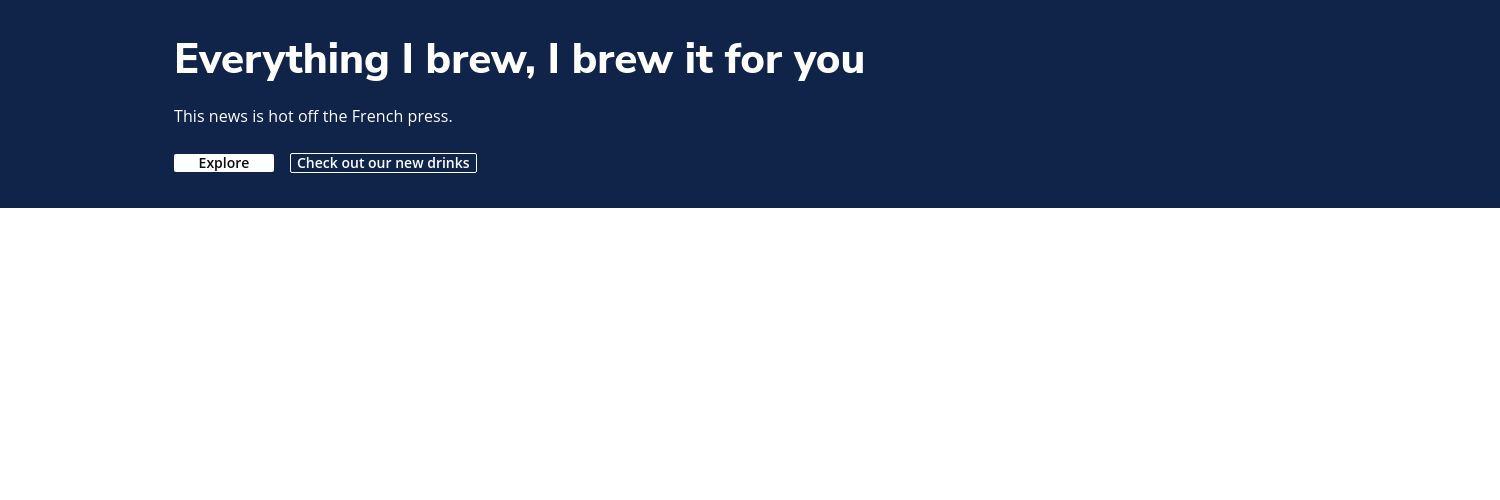 Everything I brew, I brew it for you
This news is hot off the French press.
Explore
Check out our new drinks